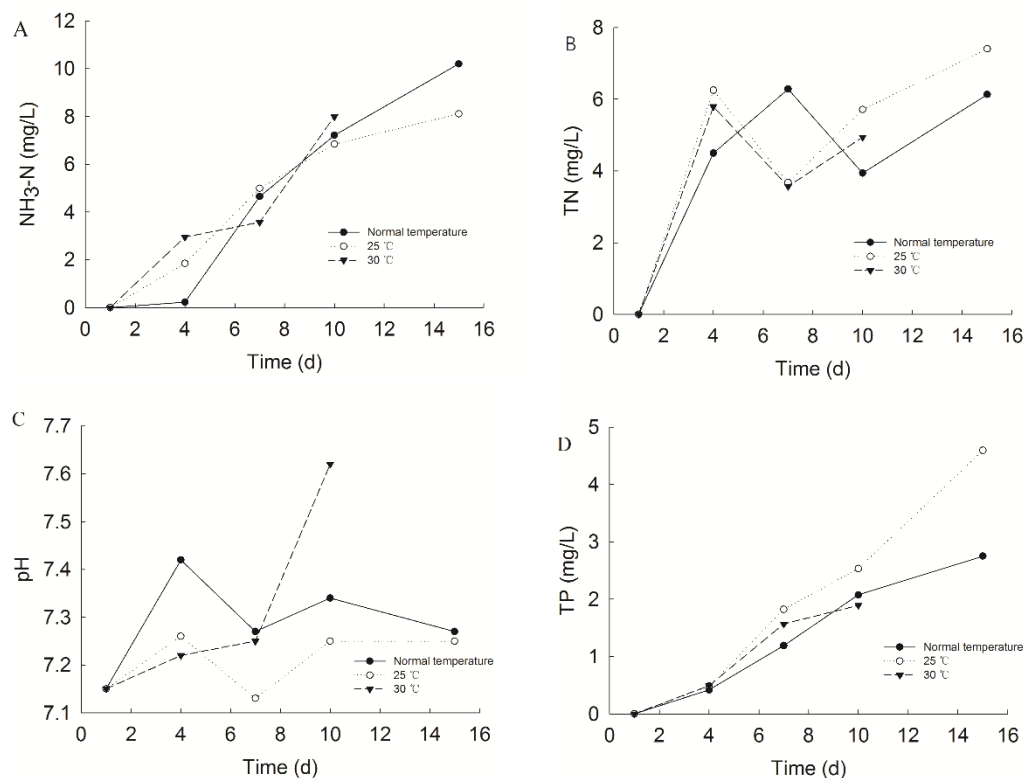 A
NH3-N (mg/L)
12
10
8
6
4
2
0
0 2 4 6 8 10 12 14 16
Time (d)
Normal temperature
25 ℃
30 ℃
B
TN (mg/L)
8
6
4
2
0
0 2 4 6 8 10 12 14 16
Time (d)
Normal temperature
25 ℃
30 ℃
C
pH
7.7
7.6
7.5
7.4
7.3
7.2
7.1
0 2 4 6 8 10 12 14 16
Time (d)
Normal temperature
25 ℃
30 ℃
D
TP (mg/L)
5
4
3
2
1
0
0 2 4 6 8 10 12 14 16
Time (d)
Normal temperature
25 ℃
30 ℃